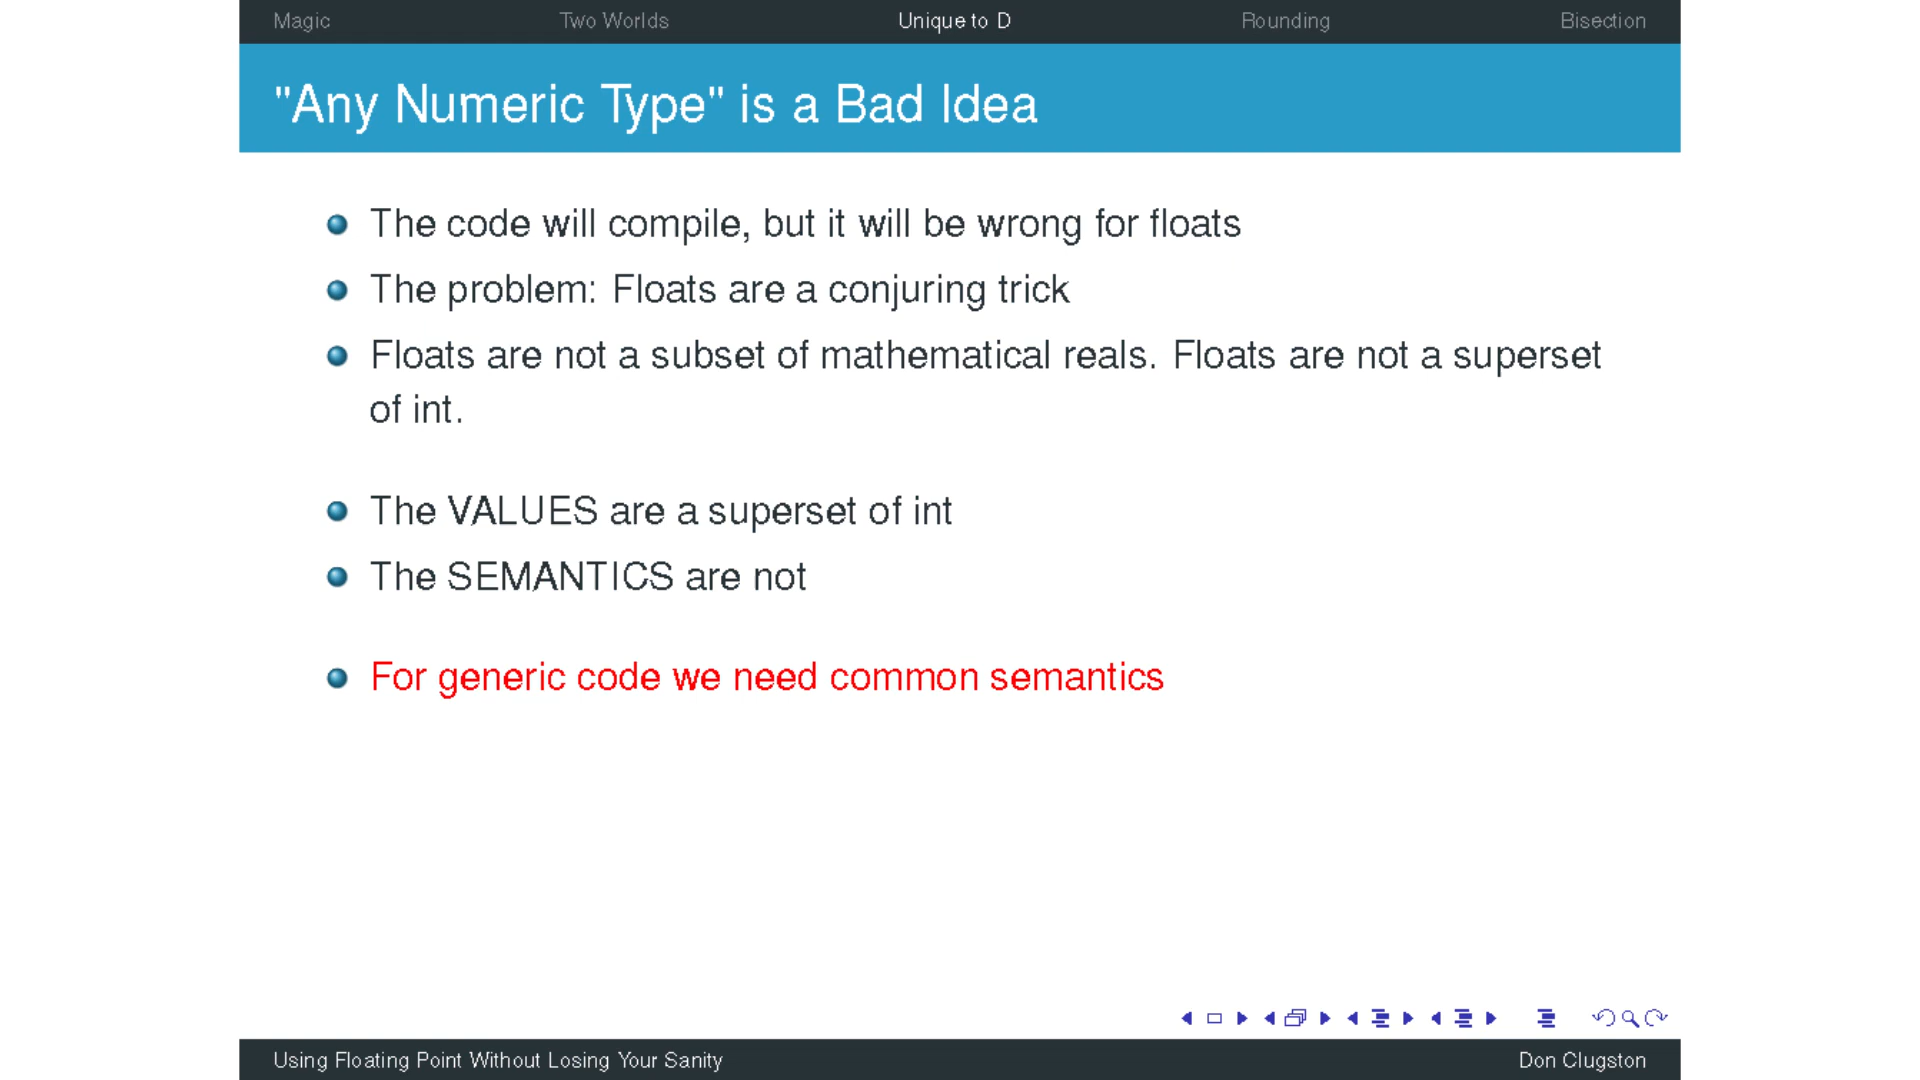 Magic Two Worlds Unique to D Rounding Bisection
"Any Numeric Type" is a Bad Idea
The code will compile, but it will be wrong for floats
The problem: Floats are a conjuring trick
Floats are not a subset of mathematical reals. Floats are not a superset
of int.
The VALUES are a superset of int
The SEMANTICS are not
For generic code we need common semantics
Using Floating Point Without Losing Your Sanity Don Clugston